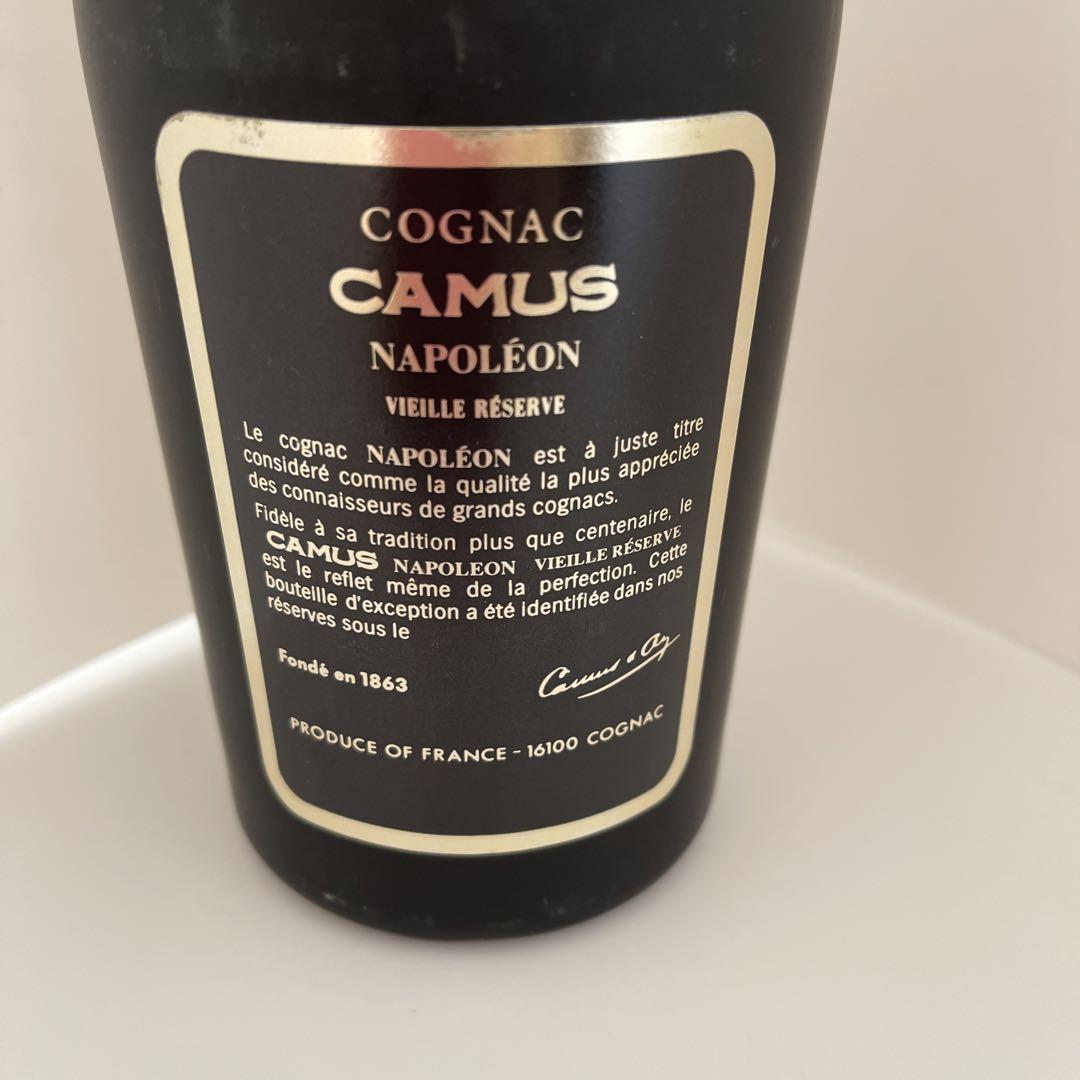 COGNAC
CAMUS
NAPOLÉON
VIEILLE RÉSERVE
Le cognac NAPOLÉON est à juste titre
considéré comme la qualité la plus appréciée
des connaisseurs de grands cognacs.
Fidèle à sa tradition plus que centenaire, le
CAMUS NAPOLEON VIEILLE RÉSERVE
est le reflet même de la perfection. Cette
bouteille d'exception a été identifiée dans nos
réserves sous le
Fondé en 1863
Camus & Cie
PRODUCE OF FRANCE - 16100 COGNAC